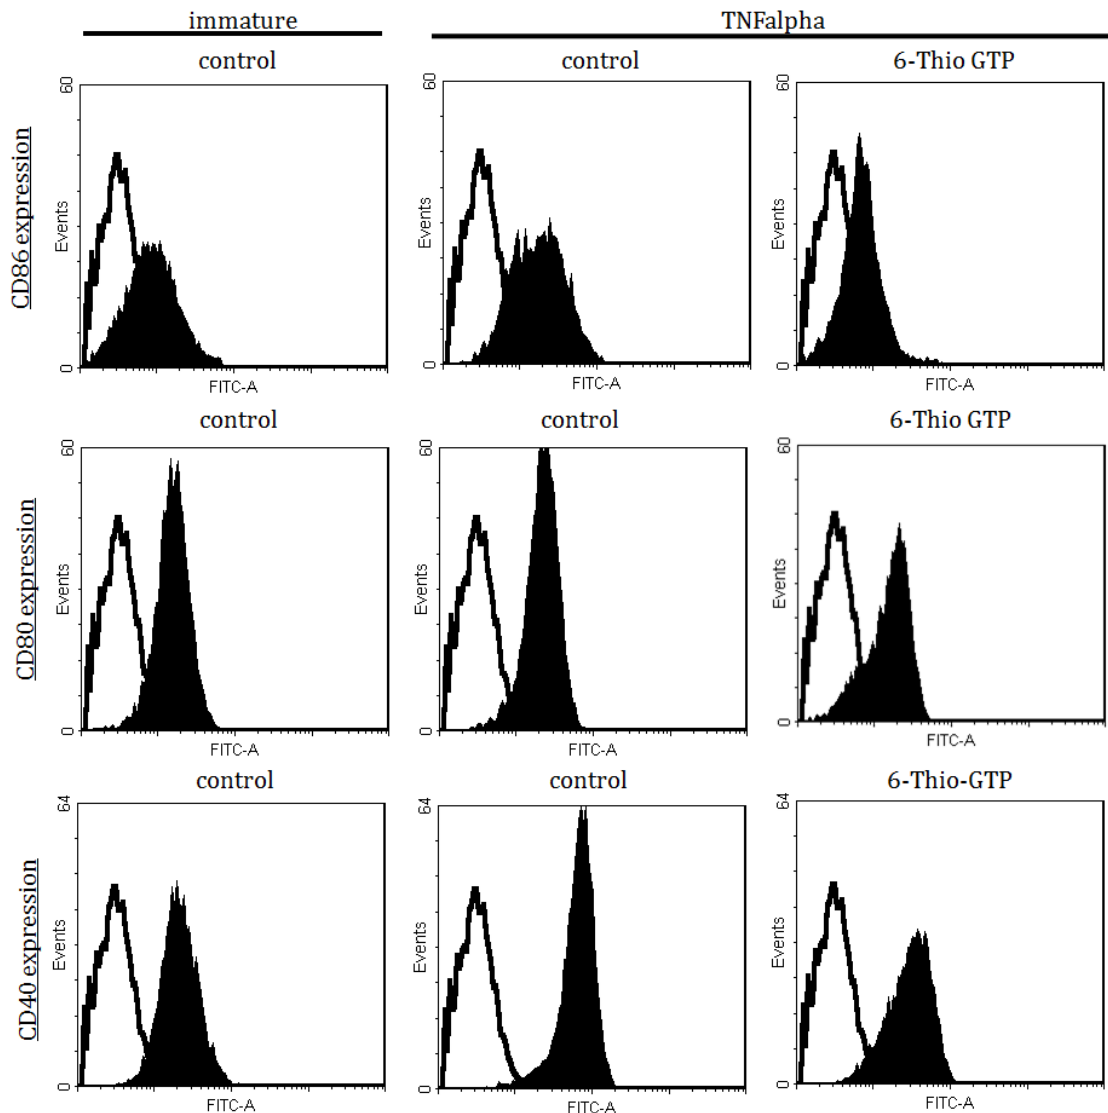 immature TNFalpha
control control 6-Thio GTP
CD86 expression
60 60 60
Events Events Events
0 0 0
FITC-A FITC-A FITC-A
control control 6-Thio GTP
CD80 expression
60 60 60
Events Events Events
0 0 0
FITC-A FITC-A FITC-A
control control 6-Thio-GTP
CD40 expression
64 64 64
Events Events Events
0 0 0
FITC-A FITC-A FITC-A